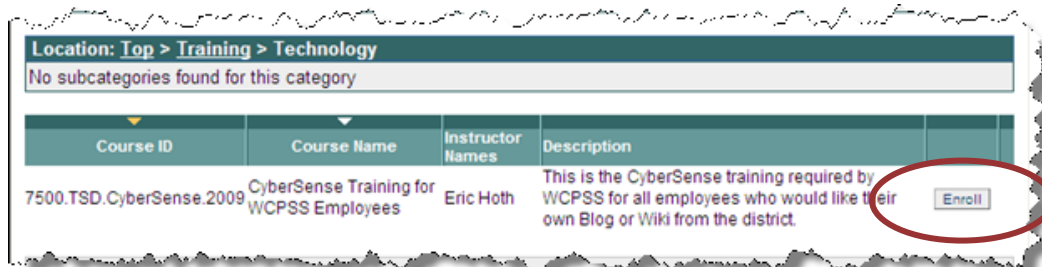 Location: Top > Training > Technology
No subcategories found for this category
Course ID Course Name Instructor Names Description
7500.TSD.CyberSense.2009 CyberSense Training for WCPSS Employees Eric Hoth This is the CyberSense training required by
WCPSS for all employees who would like their
own Blog or Wiki from the district.
Enroll